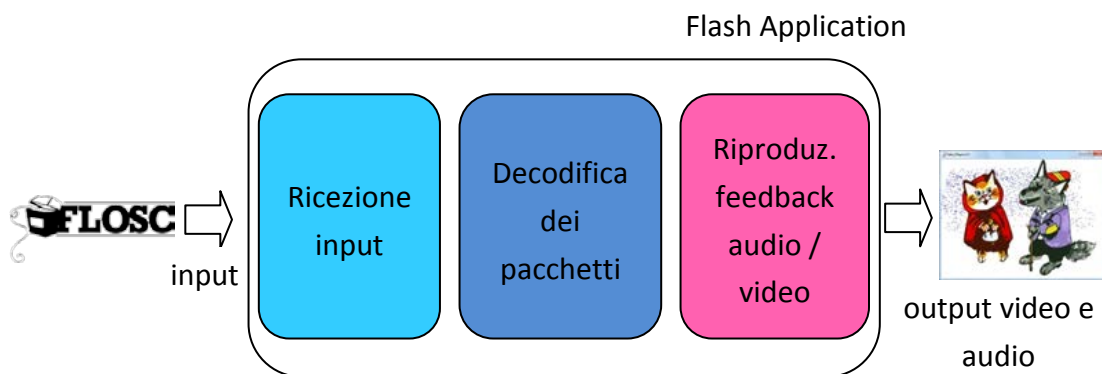 Flash Application
FLOSC
input
Ricezione
input
Decodifica
dei
pacchetti
Riproduz.
feedback
audio /
video
output video e
audio